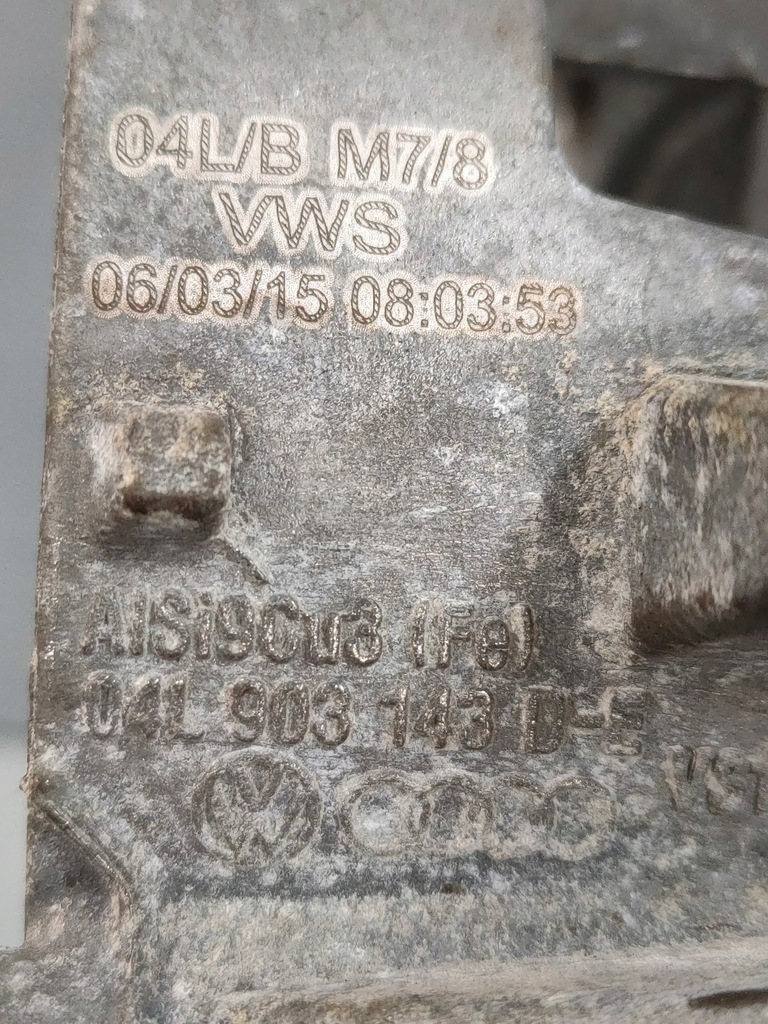 04L/B M7/8
VWS
06/03/15 08:03:53
AlSi9Cu3 (Fe)
04L 903 143 D-E